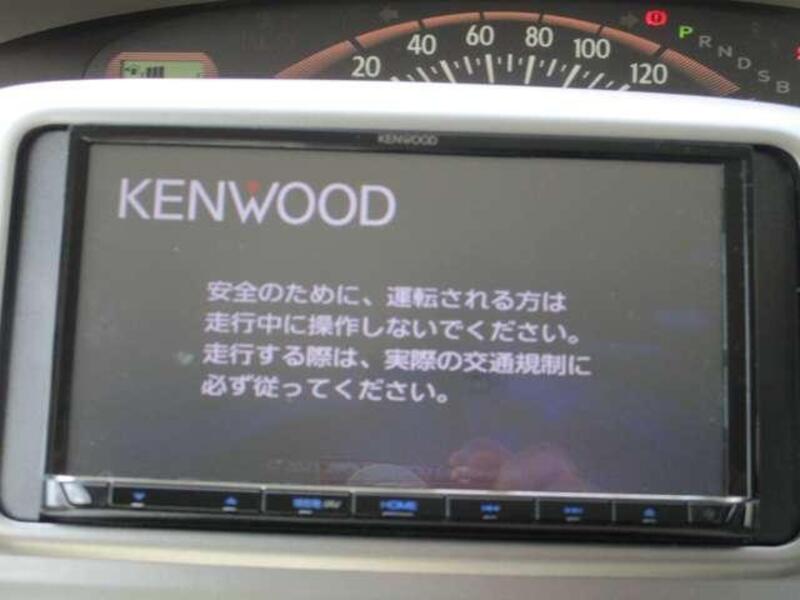 20 40 60 80 100 120
P R N D S B
KENWOOD
KENWOOD
安全のために、運転される方は
走行中に操作しないでください。
走行する際は、実際の交通規制に
必ず従ってください。
HOME